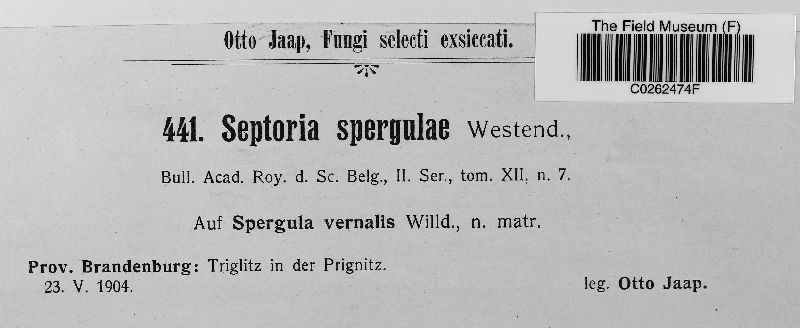 Otto Jaap, Fungi selecti exsiccati.
The Field Museum (F)
C0262474F
441. Septoria spergulae Westend.,
Bull. Acad. Roy. d. Sc. Belg., II. Ser., tom. XII, n. 7.
Auf Spergula vernalis Willd., n. matr.
Prov. Brandenburg: Triglitz in der Prignitz.
23. V. 1904.
leg. Otto Jaap.